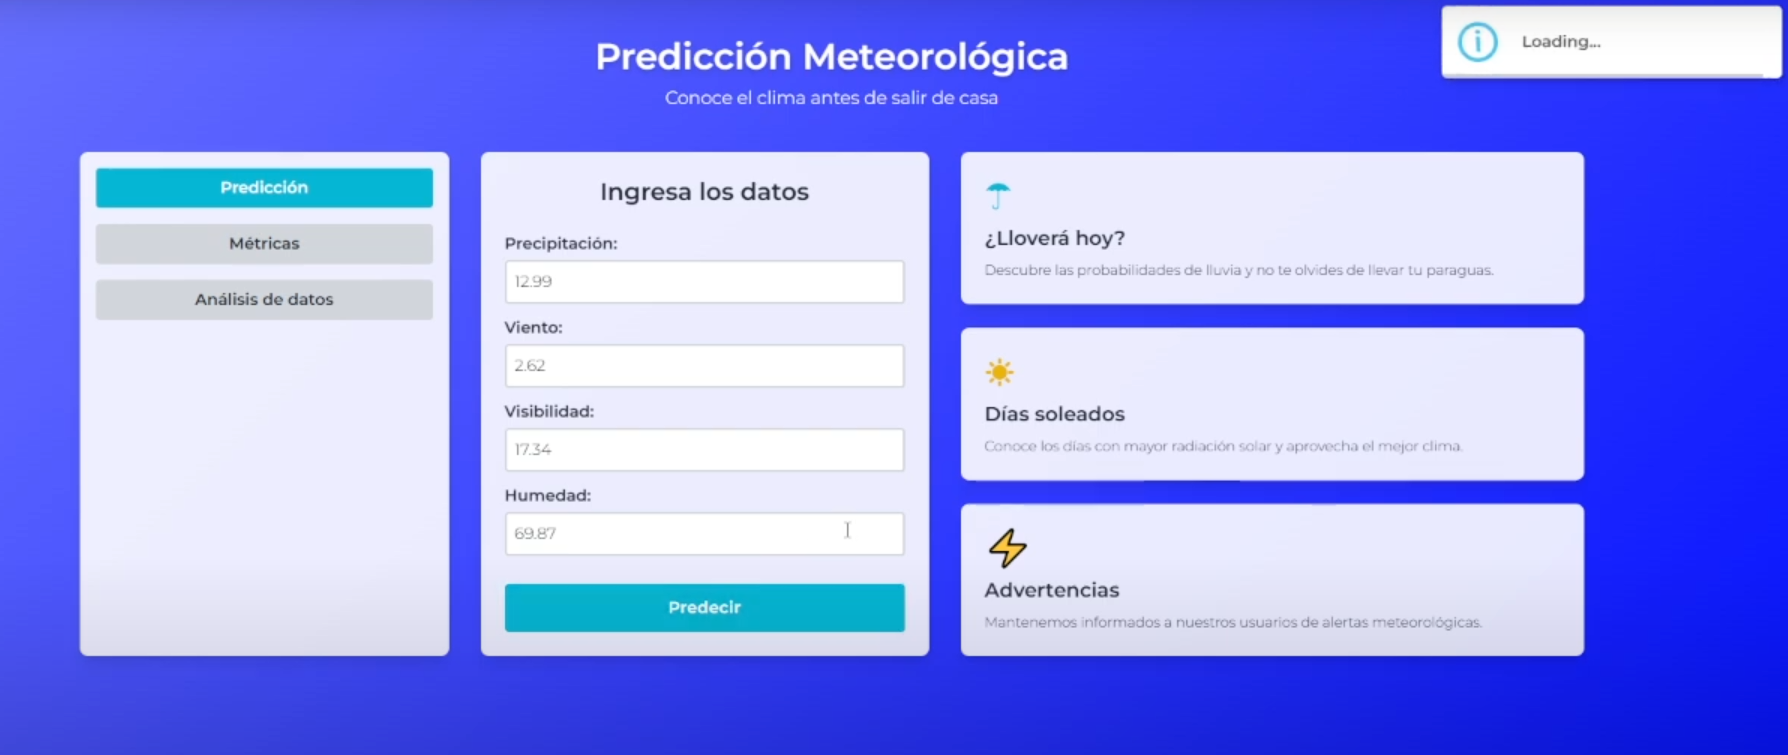 Loading...
Predicción Meteorológica
Conoce el clima antes de salir de casa
Predicción
Métricas
Análisis de datos
Ingresa los datos
Precipitación:
12.99
Viento:
2.62
Visibilidad:
17.34
Humedad:
69.87
Predecir
¿Lloverá hoy?
Descubre las probabilidades de lluvia y no te olvides de llevar tu paraguas.
Días soleados
Conoce los días con mayor radiación solar y aprovecha el mejor clima.
Advertencias
Mantenemos informados a nuestros usuarios de alertas meteorológicas.